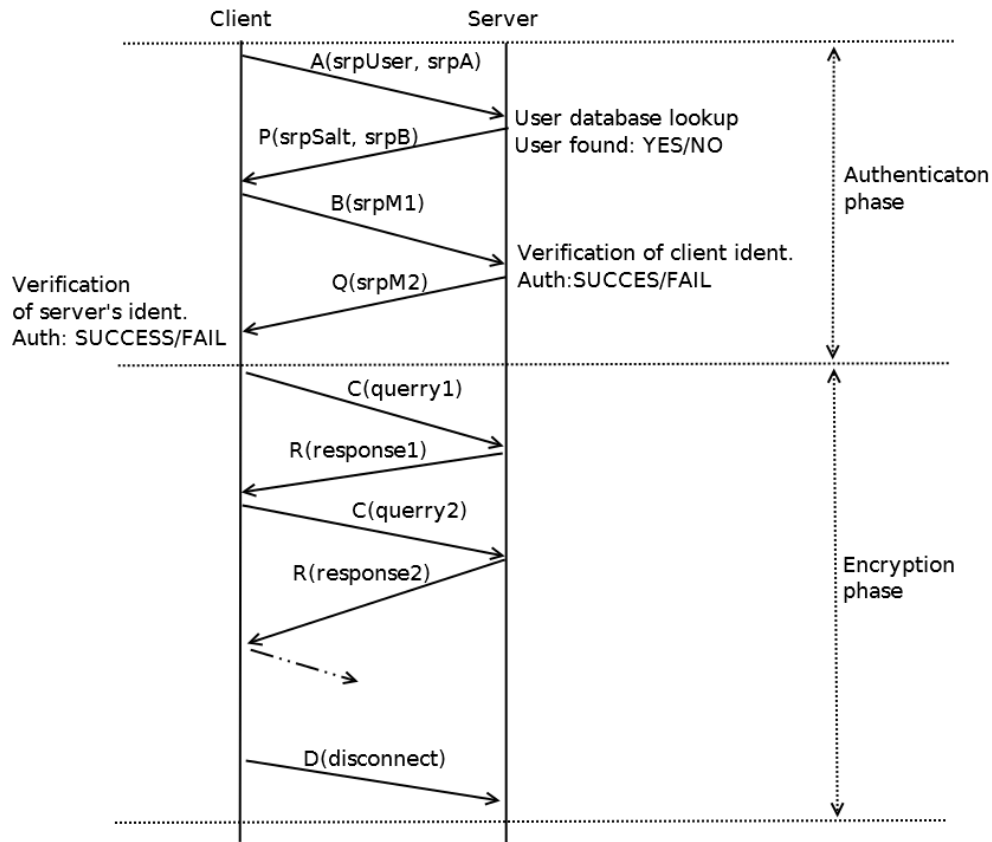 Client
Server
A(srpUser, srpA)
User database lookup
User found: YES/NO
P(srpSalt, srpB)
Authenticaton
phase
B(srpM1)
Verification of client ident.
Auth:SUCCES/FAIL
Q(srpM2)
Verification
of server's ident.
Auth: SUCCESS/FAIL
C(querry1)
R(response1)
C(querry2)
R(response2)
Encryption
phase
D(disconnect)